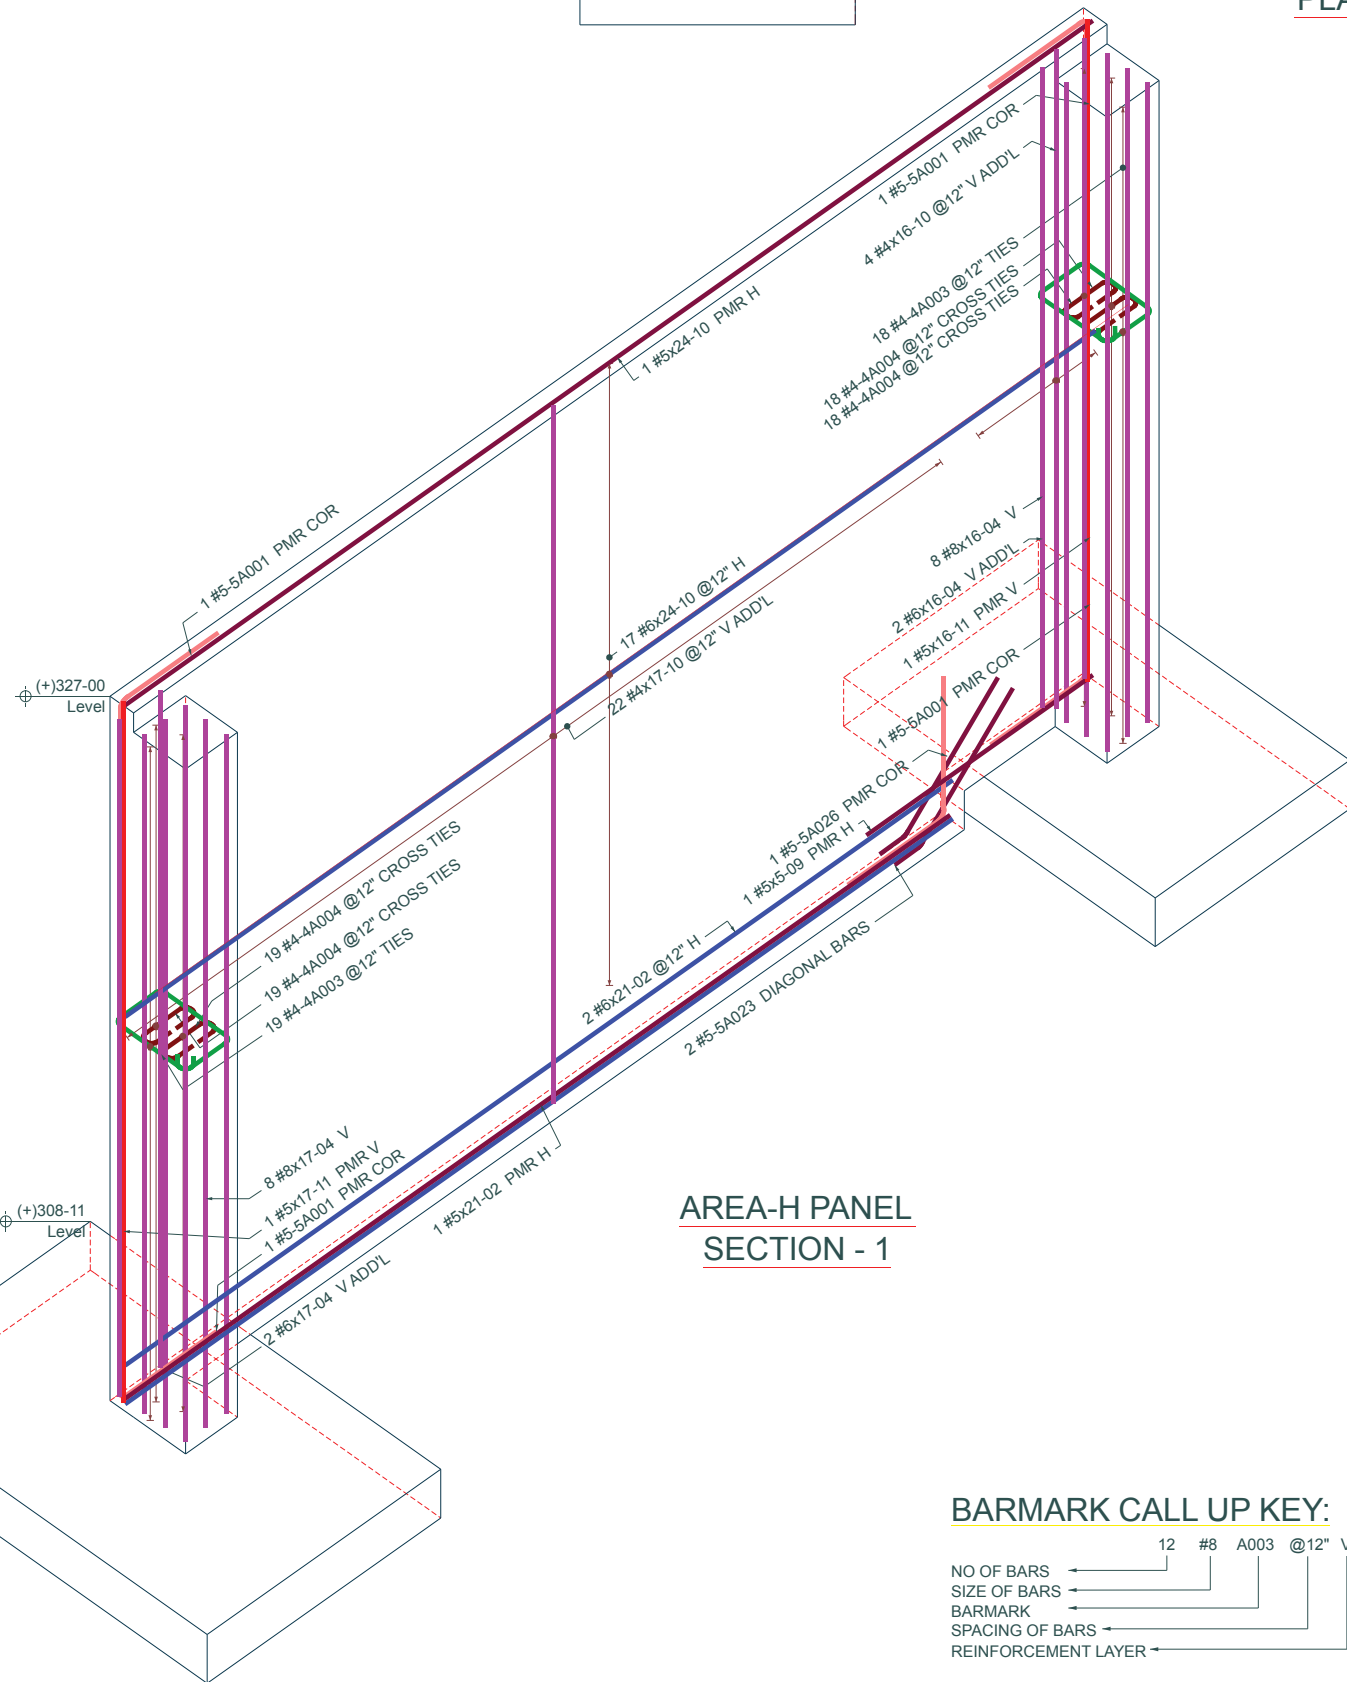 PLA
1 #5-5A001 PMR COR
4 #4x16-10 @12" V ADD'L
18 #4-4A003 @12" TIES
18 #4-4A004 @12" CROSS TIES
18 #4-4A004 @12" CROSS TIES
1 #5x24-10 PMR H
1 #5-5A001 PMR COR
8 #8x16-04 V
2 #6x16-04 V ADD'L
1 #5x16-11 PMR V
1 #5-5A001 PMR COR
17 #6x24-10 @12" H
22 #4x17-10 @12" V ADD'L
(+)327-00
Level
1 #5-5A026 PMR COR
1 #5x5-09 PMR H
19 #4-4A004 @12" CROSS TIES
19 #4-4A004 @12" CROSS TIES
19 #4-4A003 @12" TIES
2 #6x21-02 @12" H
2 #5-5A023 DIAGONAL BARS
8 #8x17-04 V
1 #5x17-11 PMR V
1 #5-5A001 PMR COR
1 #5x21-02 PMR H
2 #6x17-04 V ADD'L
(+)308-11
Level
AREA-H PANEL
SECTION - 1
BARMARK CALL UP KEY:
12 #8 A003 @12" V
NO OF BARS
SIZE OF BARS
BARMARK
SPACING OF BARS
REINFORCEMENT LAYER